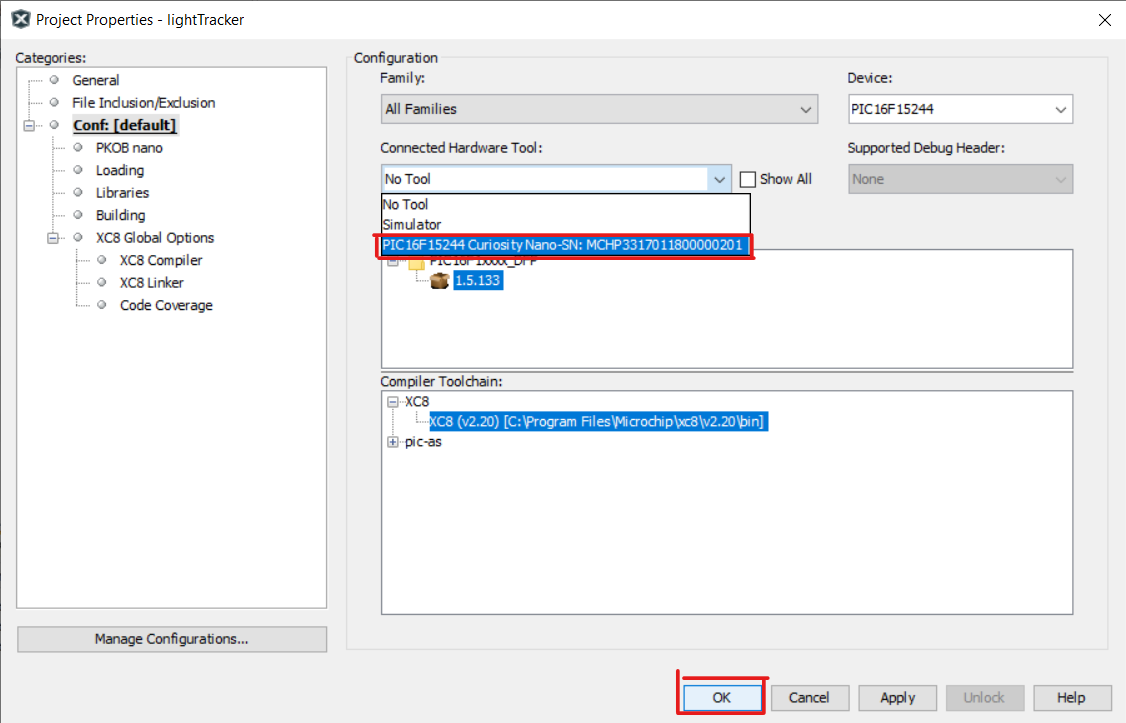 Project Properties - lightTracker
Categories:
General
File Inclusion/Exclusion
Conf: [default]
PKOB nano
Loading
Libraries
Building
XC8 Global Options
XC8 Compiler
XC8 Linker
Code Coverage
Manage Configurations...
Configuration
Family:
All Families
Device:
PIC16F15244
Connected Hardware Tool:
No Tool
Show All
Supported Debug Header:
None
No Tool
Simulator
PIC16F15244 Curiosity Nano-SN: MCHP3317011800000201
PIC16F1xxxx_DFP
1.5.133
Compiler Toolchain:
XC8
XC8 (v2.20) [C:\Program Files\Microchip\xc8\v2.20\bin]
pic-as
OK
Cancel
Apply
Unlock
Help